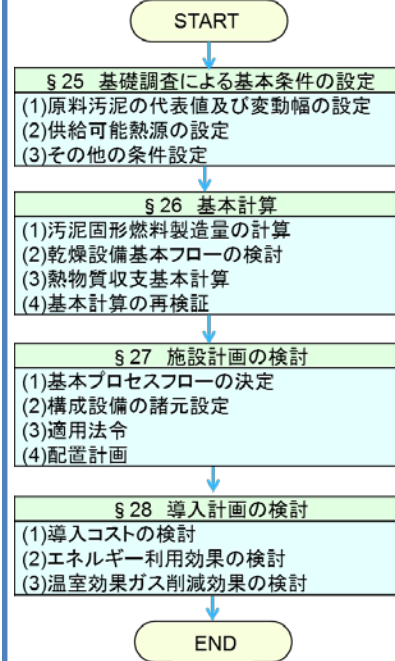 START
§25 基礎調査による基本条件の設定
(1)原料汚泥の代表値及び変動幅の設定
(2)供給可能熱源の設定
(3)その他の条件設定
§26 基本計算
(1)汚泥固形燃料製造量の計算
(2)乾燥設備基本フローの検討
(3)熱物質収支基本計算
(4)基本計算の再検証
§27 施設計画の検討
(1)基本プロセスフローの決定
(2)構成設備の諸元設定
(3)適用法令
(4)配置計画
§28 導入計画の検討
(1)導入コストの検討
(2)エネルギー利用効果の検討
(3)温室効果ガス削減効果の検討
END